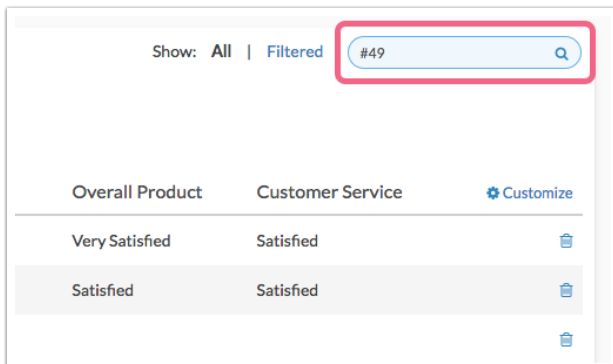 Show: All | Filtered #49
Overall Product Customer Service Customize
Very Satisfied Satisfied
Satisfied Satisfied